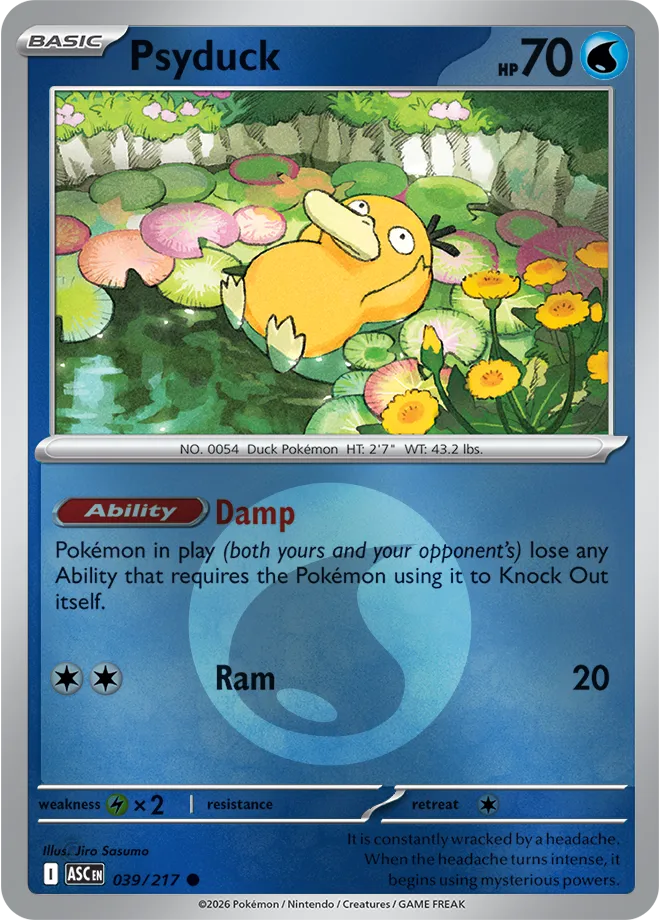 BASIC
Psyduck
HP 70
NO. 0054 Duck Pokémon HT: 2'7" WT: 43.2 lbs.
Ability Damp
Pokémon in play (both yours and your opponent's) lose any
Ability that requires the Pokémon using it to Knock Out
itself.
Ram 20
weakness ×2 resistance retreat
Illus. Jiro Sasumo
It is constantly wracked by a headache.
When the headache turns intense, it
begins using mysterious powers.
I ASC EN 039/217
©2026 Pokémon / Nintendo / Creatures / GAME FREAK